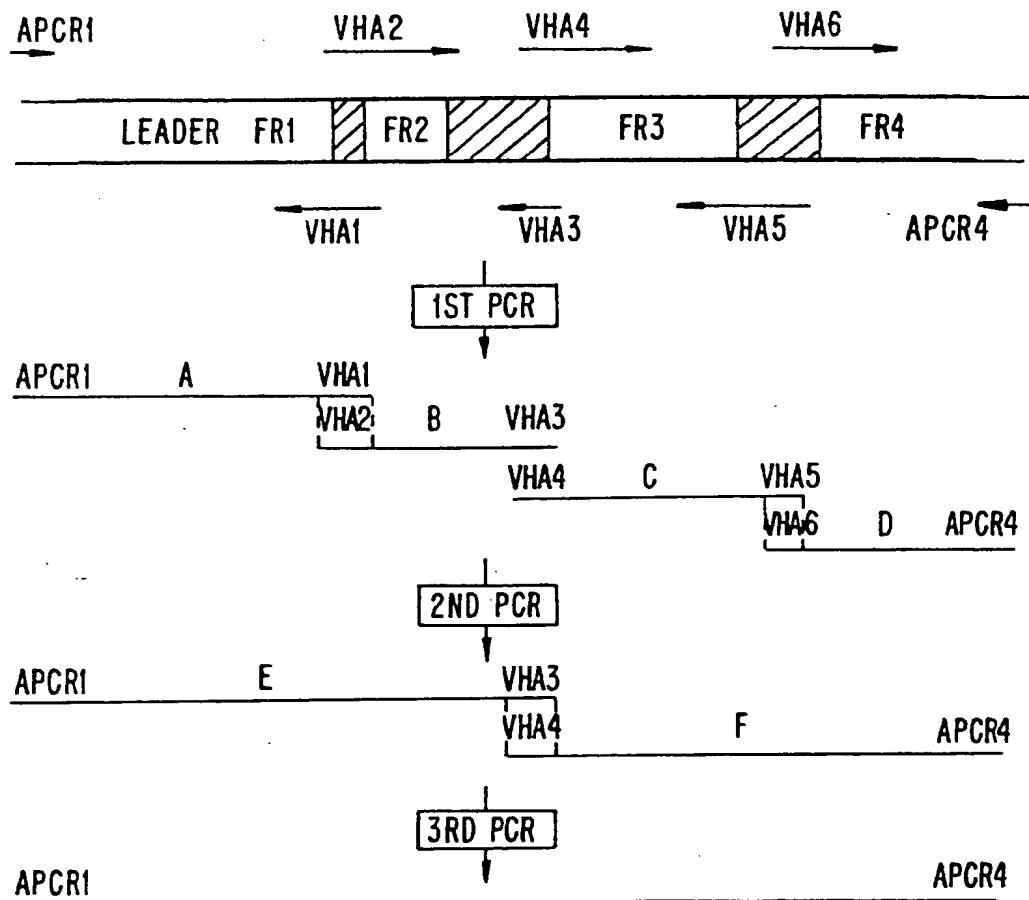 APCR1 VHA2 VHA4 VHA6
LEADER FR1 FR2 FR3 FR4
VHA1 VHA3 VHA5 APCR4
1ST PCR
APCR1 A VHA1
VHA2 B VHA3
VHA4 C VHA5
VHA6 D APCR4
2ND PCR
APCR1 E VHA3
VHA4 F APCR4
3RD PCR
APCR1 APCR4